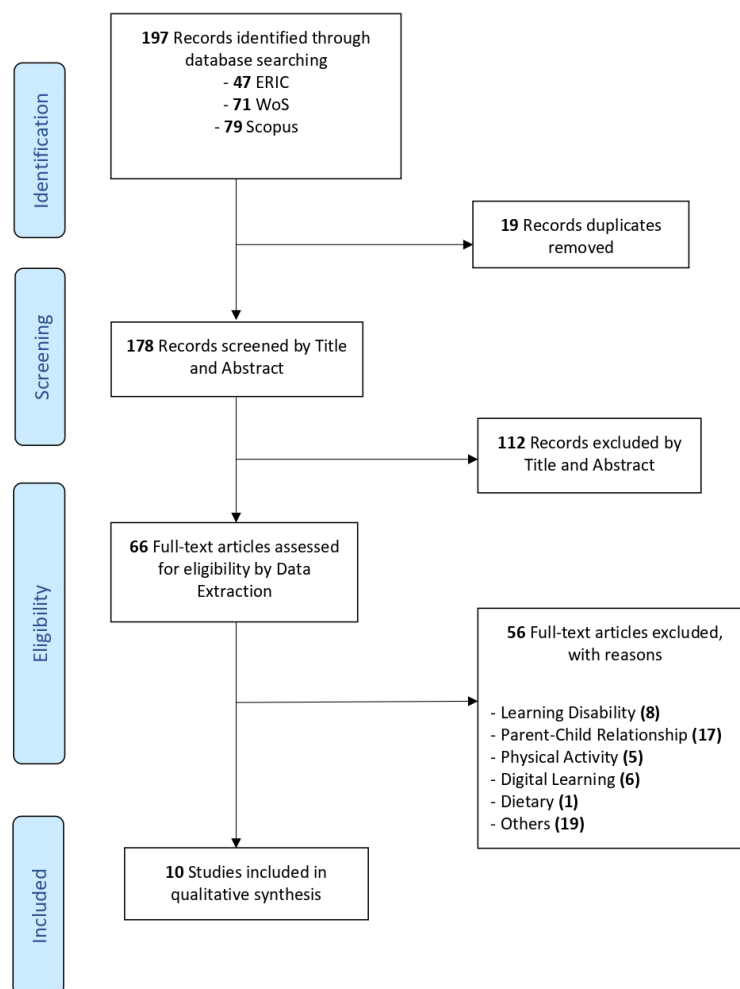 Identification
197 Records identified through
database searching
- 47 ERIC
- 71 WoS
- 79 Scopus
19 Records duplicates
removed
Screening
178 Records screened by Title
and Abstract
112 Records excluded by
Title and Abstract
Eligibility
66 Full-text articles assessed
for eligibility by Data
Extraction
56 Full-text articles excluded,
with reasons
- Learning Disability (8)
- Parent-Child Relationship (17)
- Physical Activity (5)
- Digital Learning (6)
- Dietary (1)
- Others (19)
Included
10 Studies included in
qualitative synthesis